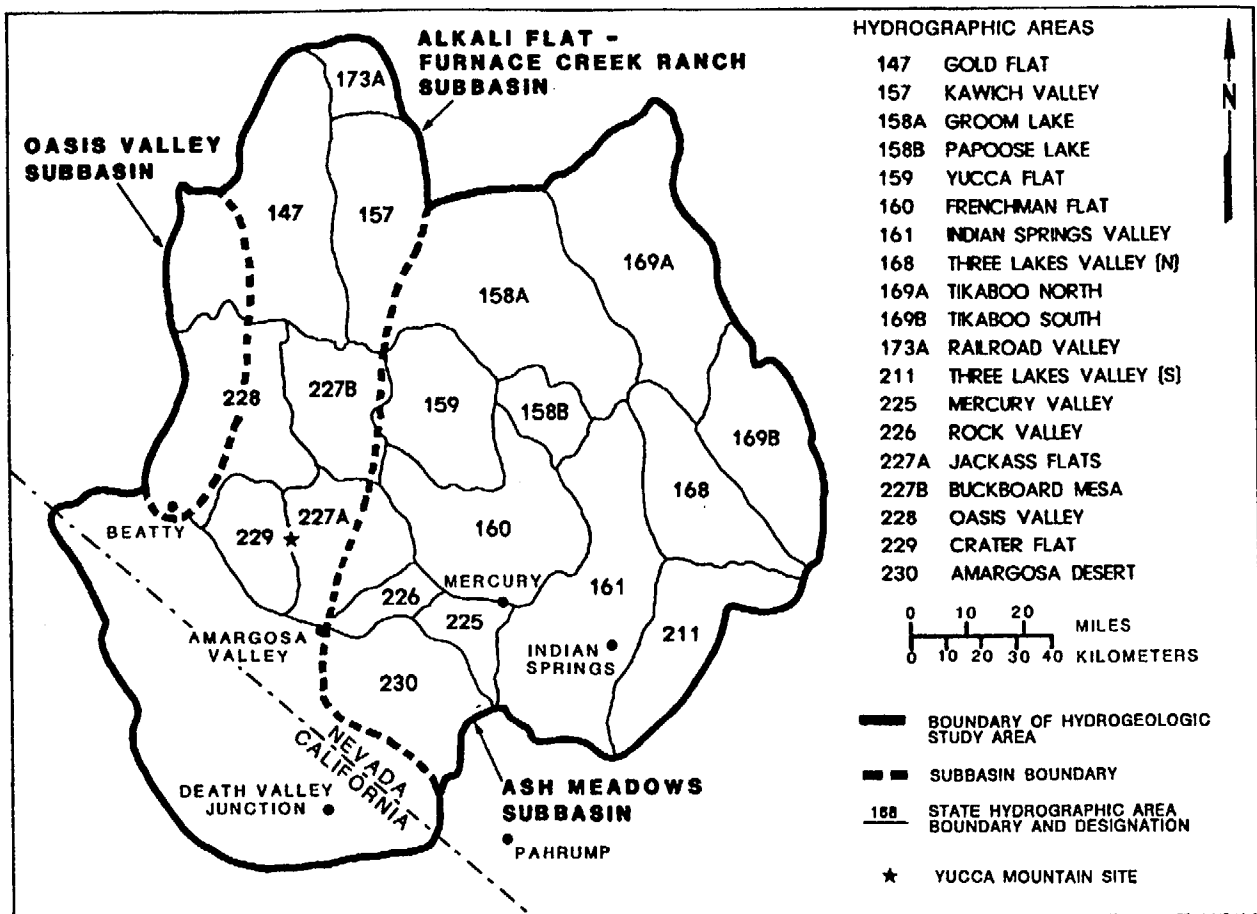 ALKALI FLAT -
FURNACE CREEK RANCH
SUBBASIN
OASIS VALLEY
SUBBASIN
173A
147
157
158A
169A
228
227B
159
158B
169B
168
BEATTY
229
227A
160
MERCURY
226
225
161
211
AMARGOSA
VALLEY
INDIAN
SPRINGS
230
NEVADA
CALIFORNIA
DEATH VALLEY
JUNCTION
ASH MEADOWS
SUBBASIN
PAHRUMP
HYDROGRAPHIC AREAS
147 GOLD FLAT
157 KAWICH VALLEY
158A GROOM LAKE
158B PAPOOSE LAKE
159 YUCCA FLAT
160 FRENCHMAN FLAT
161 INDIAN SPRINGS VALLEY
168 THREE LAKES VALLEY (N)
169A TIKABOO NORTH
169B TIKABOO SOUTH
173A RAILROAD VALLEY
211 THREE LAKES VALLEY (S)
225 MERCURY VALLEY
226 ROCK VALLEY
227A JACKASS FLATS
227B BUCKBOARD MESA
228 OASIS VALLEY
229 CRATER FLAT
230 AMARGOSA DESERT
N
0 10 20 MILES
0 10 20 30 40 KILOMETERS
BOUNDARY OF HYDROGEOLOGIC
STUDY AREA
SUBBASIN BOUNDARY
168 STATE HYDROGRAPHIC AREA
BOUNDARY AND DESIGNATION
YUCCA MOUNTAIN SITE